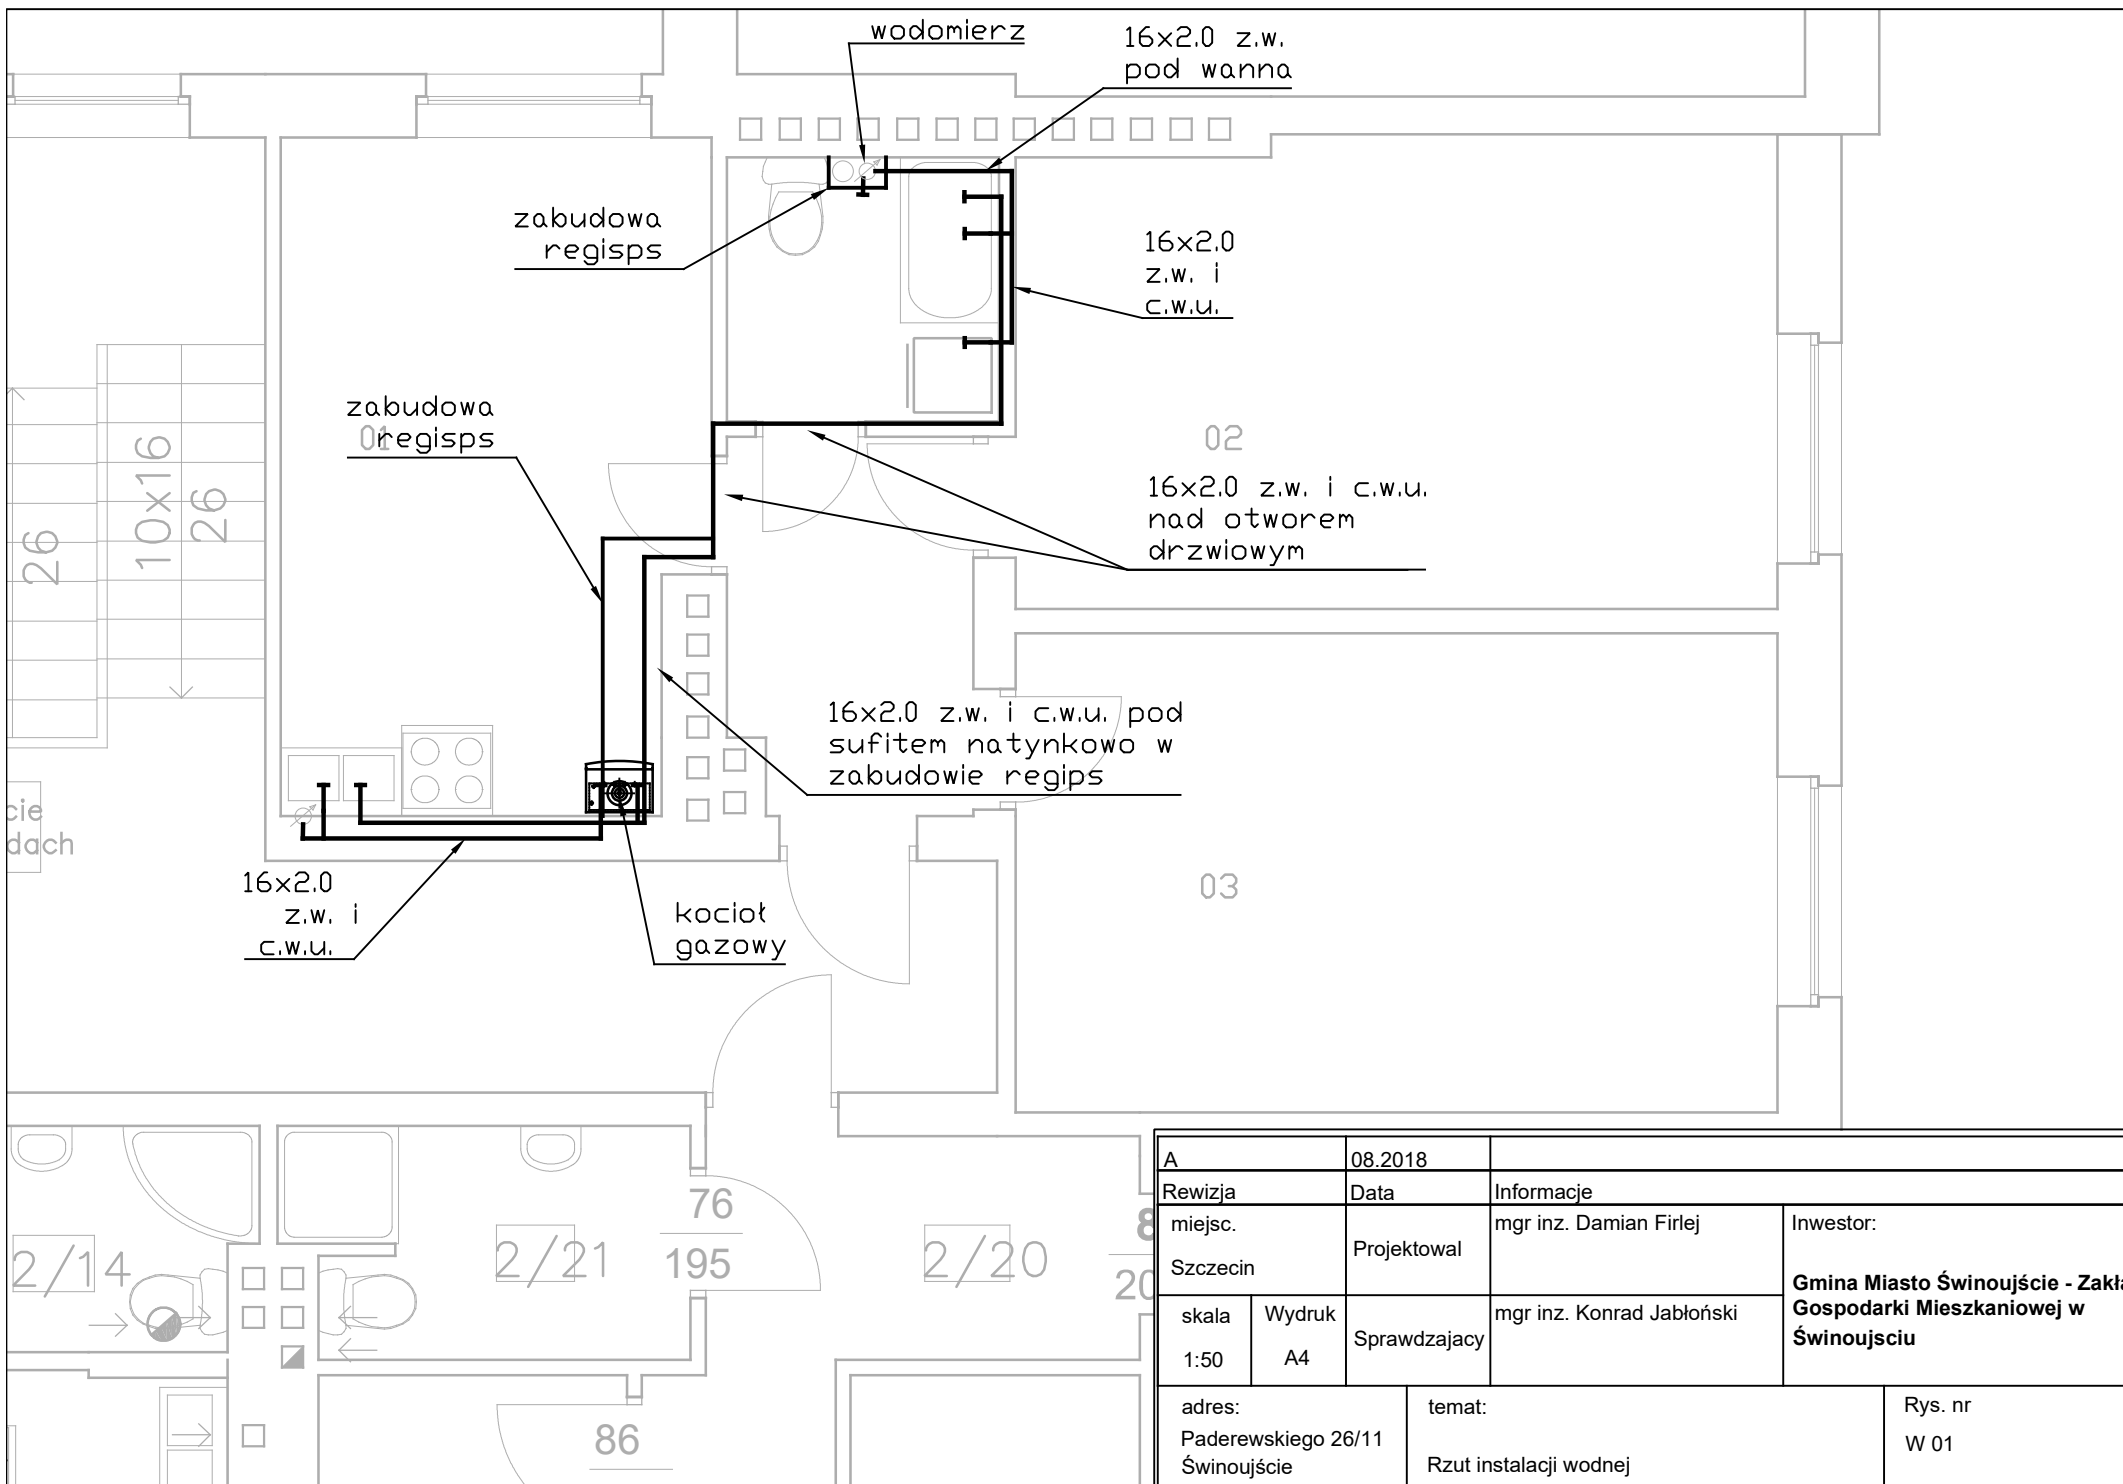 wodomierz
16x2.0 z.w.
pod wanna
zabudowa
regisps
16x2.0
z.w. i
c.w.u.
zabudowa
regisps
01
02
16x2.0 z.w. i c.w.u.
nad otworem
drzwiowym
26
10x16
26
16x2.0 z.w. i c.w.u. pod
sufitem natynkowo w
zabudowie regips
cie
dach
16x2.0
z.w. i
c.w.u.
kocioł
gazowy
03
2/14
2/21
76
195
2/20
8
20
86
A 08.2018
Rewizja Data Informacje
miejsc.
Szczecin
Projektowal
mgr inz. Damian Firlej
Inwestor:
Gmina Miasto Świnoujście - Zakła
Gospodarki Mieszkaniowej w
Świnoujsciu
skala
1:50
Wydruk
A4
Sprawdzajacy
mgr inz. Konrad Jabłoński
adres:
Paderewskiego 26/11
Świnoujście
temat:
Rzut instalacji wodnej
Rys. nr
W 01